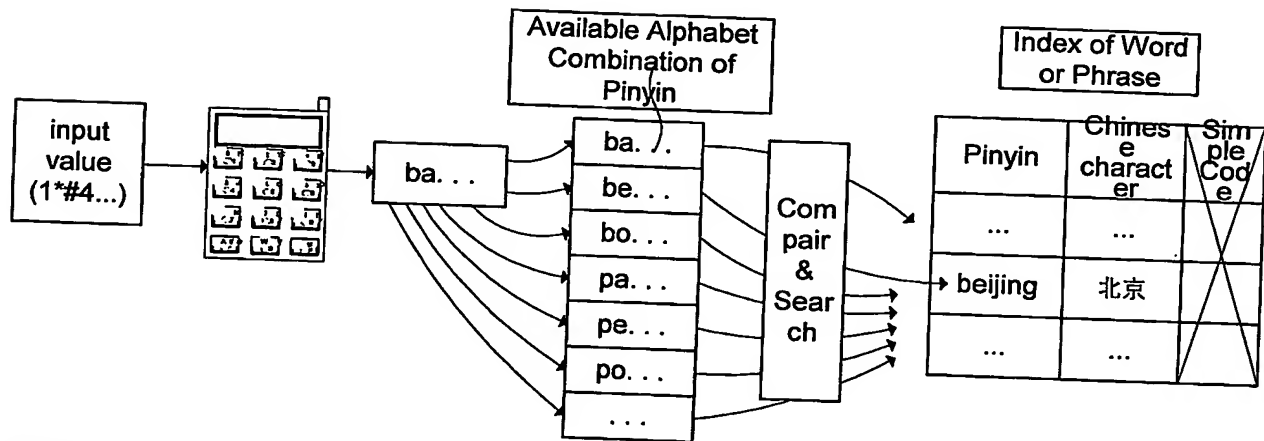 input
value
(1*#4...)
ba. . .
Available Alphabet
Combination of
Pinyin
ba. . .
be. . .
bo. . .
pa. . .
pe. . .
po. . .
. . .
Com
pair
&
Sear
ch
Index of Word
or Phrase
Pinyin
Chines
e
charact
er
Sim
ple
Cod
e
...
...
beijing
北京
...
...